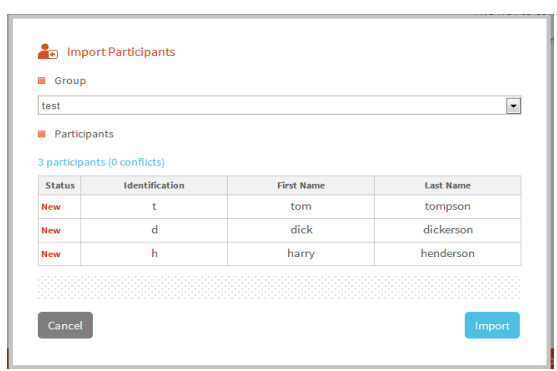 Import Participants
Group
test
Participants
3 participants (0 conflicts)
Status Identification First Name Last Name
New t tom tompson
New d dick dickerson
New h harry henderson
Cancel Import